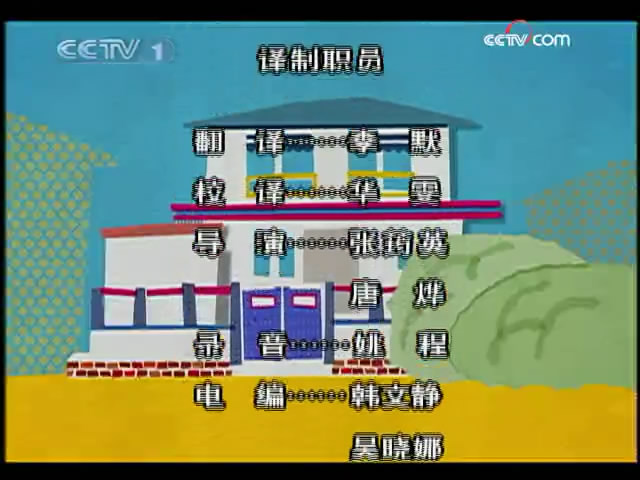 CCTV 1
CCTV.com
译制职员
翻 译……李 默
校 译……华 雯
导 演……张筠英
唐 烨
录 音……姚 程
电 编……韩文静
吴晓娜